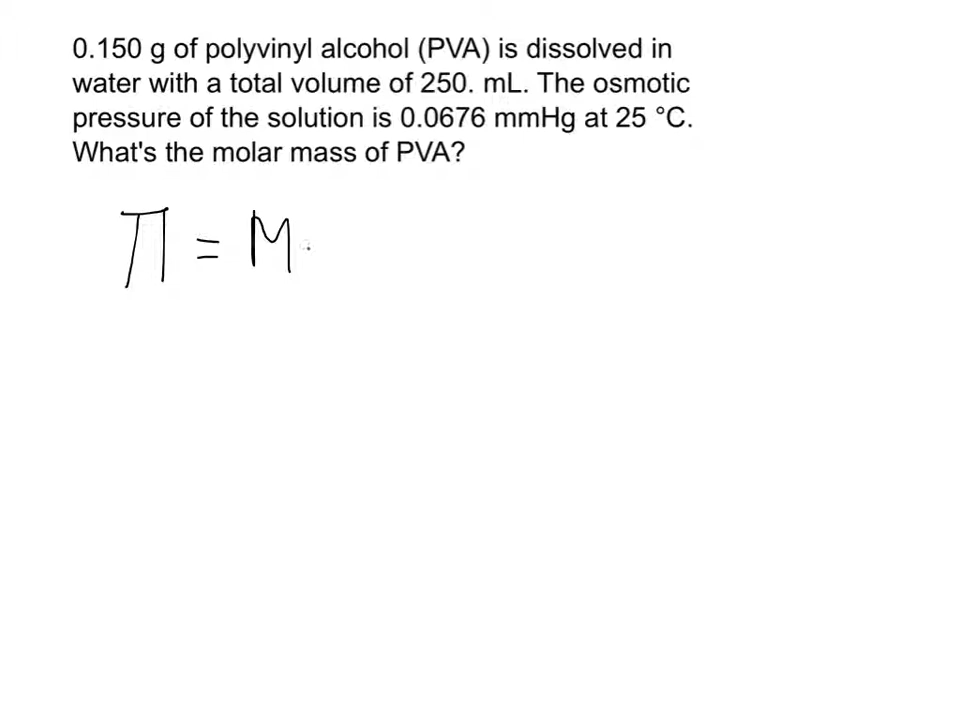 0.150 g of polyvinyl alcohol (PVA) is dissolved in
water with a total volume of 250. mL. The osmotic
pressure of the solution is 0.0676 mmHg at 25 °C.
What's the molar mass of PVA?
π = M